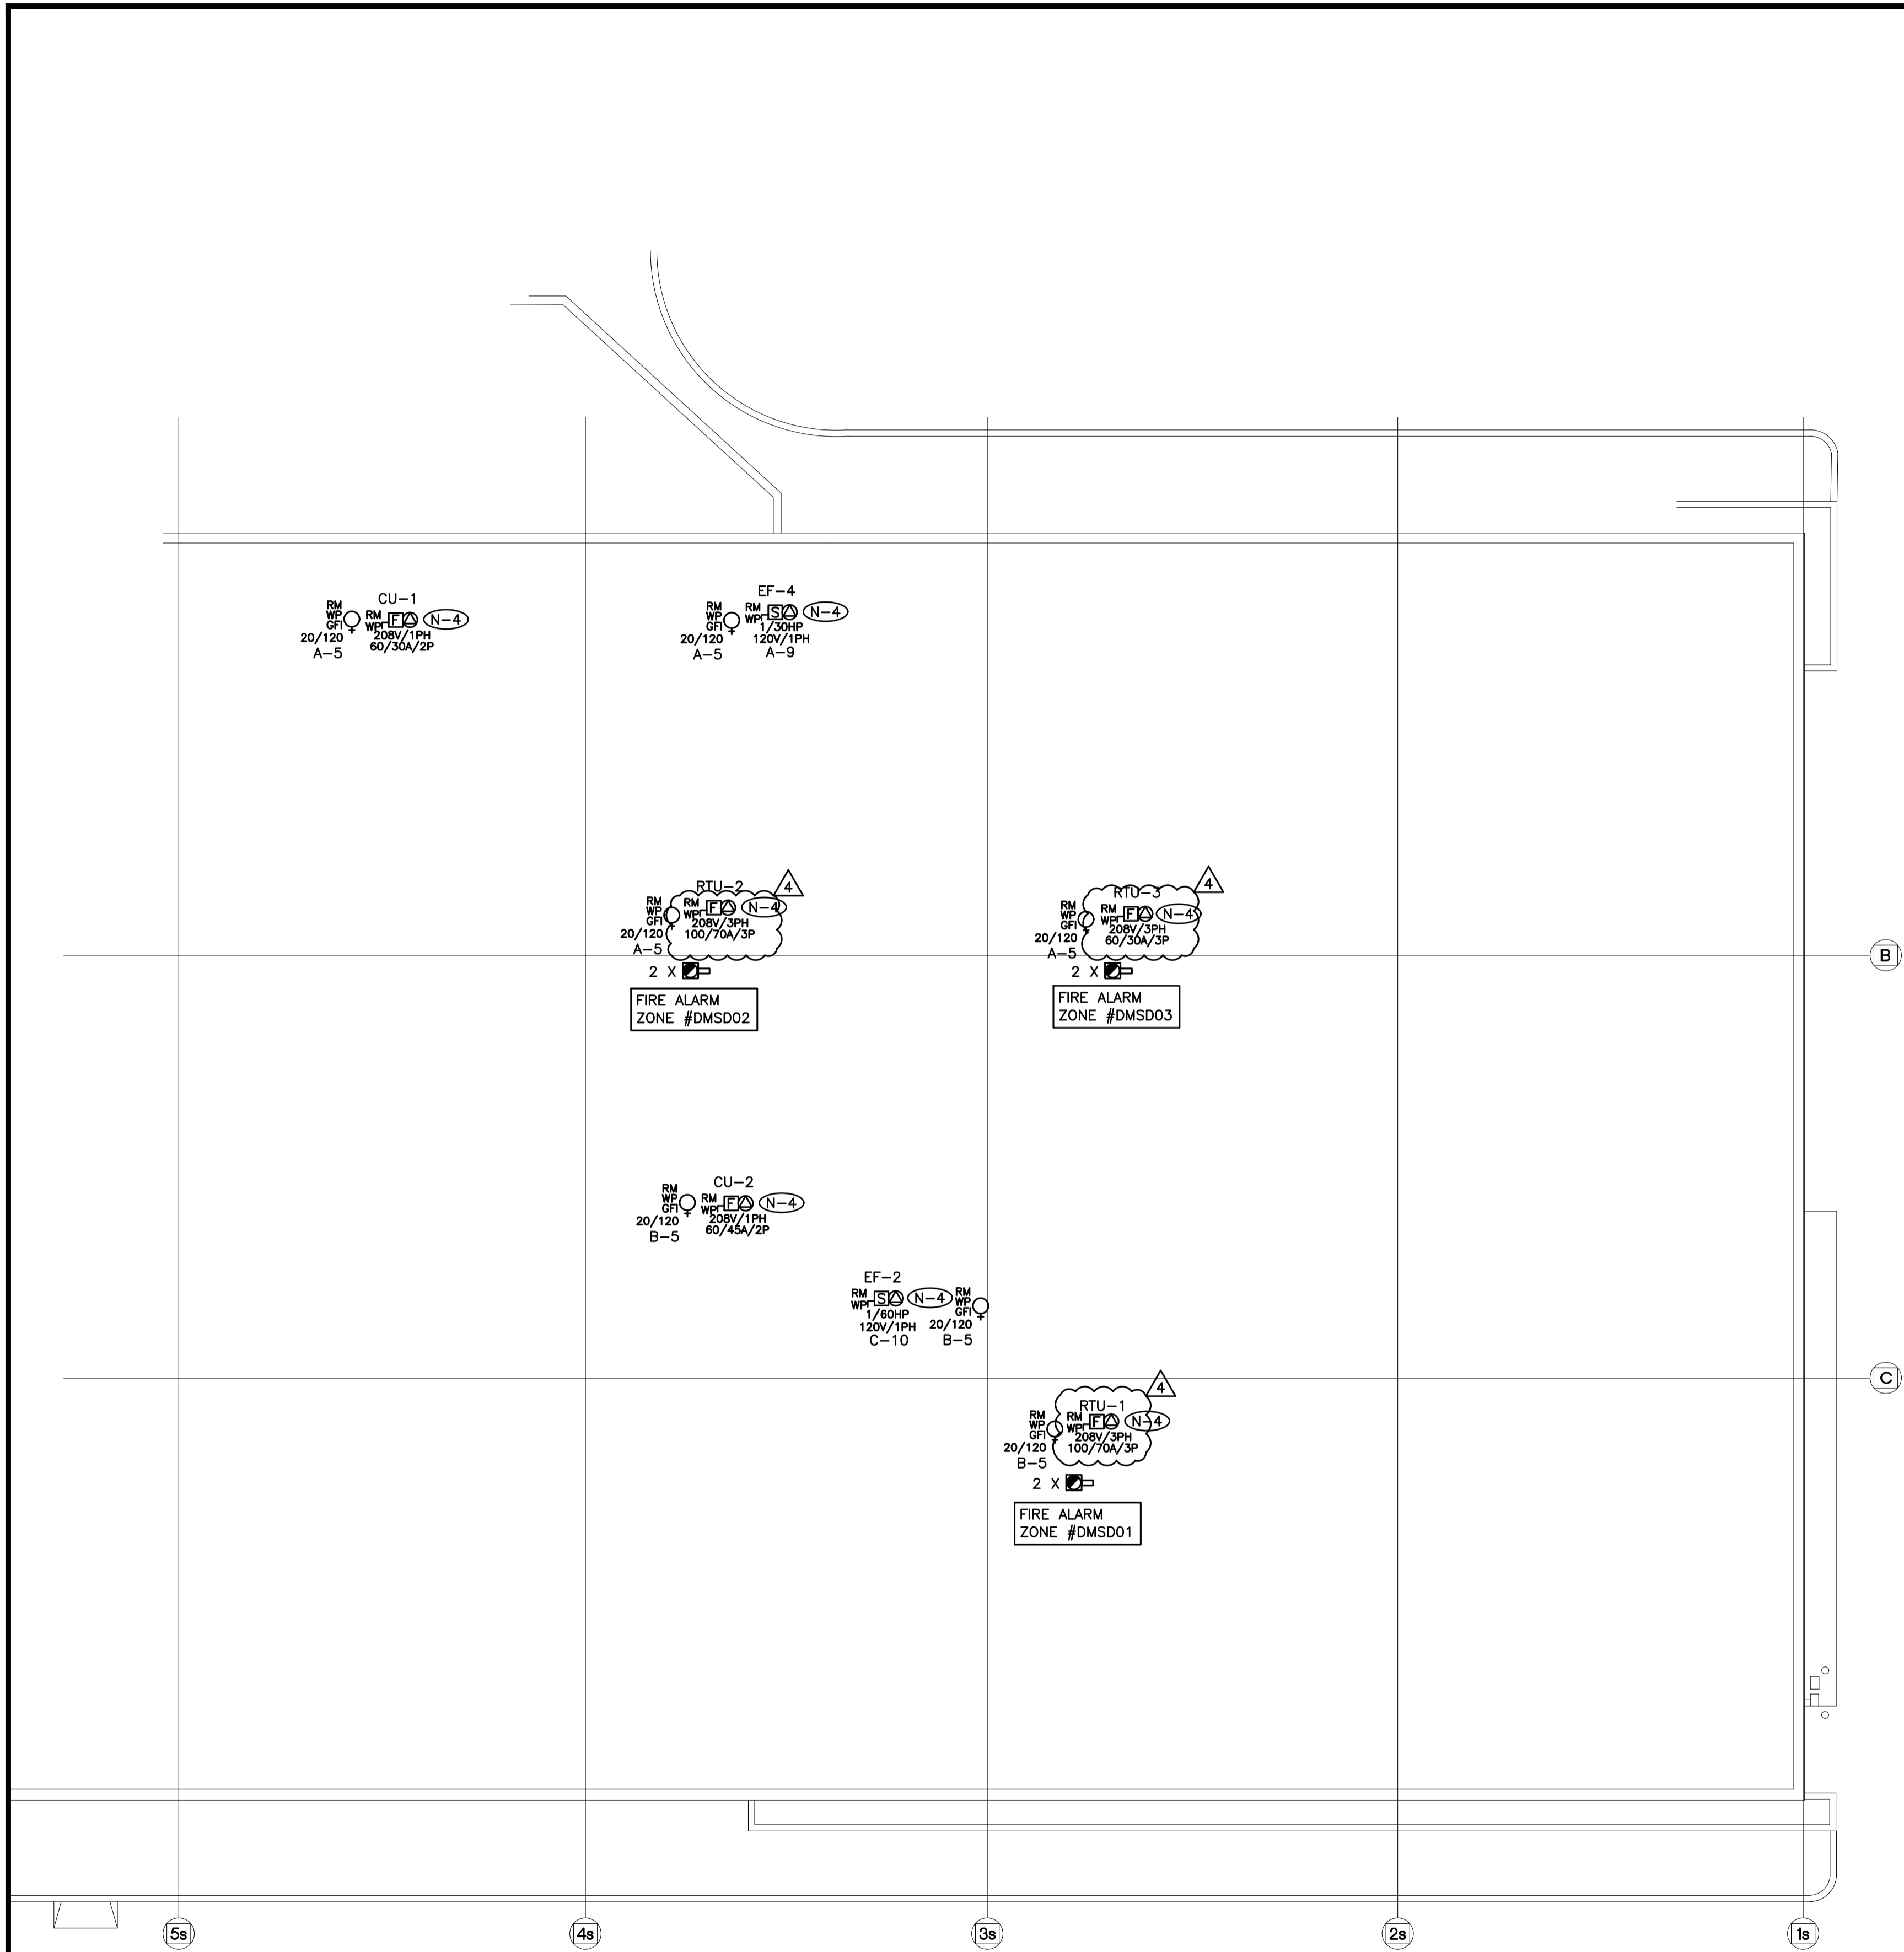 CU-1
RM
WP
GFI
20/120
A-5
RM
WP
F
N-4
208V/1PH
60/30A/2P
EF-4
RM
WP
GFI
20/120
A-5
RM
WP
S
N-4
1/30HP
120V/1PH
A-9
RTU-2
4
RM
WP
GFI
20/120
A-5
RM
WP
F
N-4
208V/3PH
100/70A/3P
2 X
FIRE ALARM
ZONE #DMSD02
RTU-3
4
RM
WP
GFI
20/120
A-5
RM
WP
F
N-4
208V/3PH
60/30A/3P
2 X
FIRE ALARM
ZONE #DMSD03
B
CU-2
RM
WP
GFI
20/120
B-5
RM
WP
F
N-4
208V/1PH
60/45A/2P
EF-2
RM
WP
S
N-4
1/60HP
120V/1PH
C-10
RM
WP
GFI
20/120
B-5
C
4
RTU-1
RM
WP
GFI
20/120
B-5
RM
WP
F
N-4
208V/3PH
100/70A/3P
2 X
FIRE ALARM
ZONE #DMSD01
5s
4s
3s
2s
1s